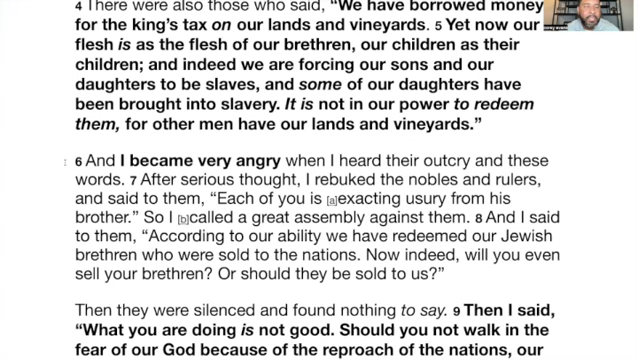 4 There were also those who said, “We have borrowed money
for the king’s tax on our lands and vineyards. 5 Yet now our
flesh is as the flesh of our brethren, our children as their
children; and indeed we are forcing our sons and our
daughters to be slaves, and some of our daughters have
been brought into slavery. It is not in our power to redeem
them, for other men have our lands and vineyards.”
6 And I became very angry when I heard their outcry and these
words. 7 After serious thought, I rebuked the nobles and rulers,
and said to them, “Each of you is [a]exacting usury from his
brother.” So I [b]called a great assembly against them. 8 And I said
to them, “According to our ability we have redeemed our Jewish
brethren who were sold to the nations. Now indeed, will you even
sell your brethren? Or should they be sold to us?”
Then they were silenced and found nothing to say. 9 Then I said,
“What you are doing is not good. Should you not walk in the
fear of our God because of the reproach of the nations, our